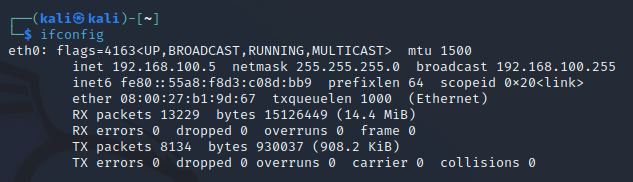 ┌──(kali㉿kali)-[~]
└─$ ifconfig
eth0: flags=4163<UP,BROADCAST,RUNNING,MULTICAST>  mtu 1500
        inet 192.168.100.5  netmask 255.255.255.0  broadcast 192.168.100.255
        inet6 fe80::55a8:f8d3:c08d:bb9  prefixlen 64  scopeid 0×20<link>
        ether 08:00:27:b1:9d:67  txqueuelen 1000  (Ethernet)
        RX packets 13229  bytes 15126449 (14.4 MiB)
        RX errors 0  dropped 0  overruns 0  frame 0
        TX packets 8134  bytes 930037 (908.2 KiB)
        TX errors 0  dropped 0 overruns 0  carrier 0  collisions 0